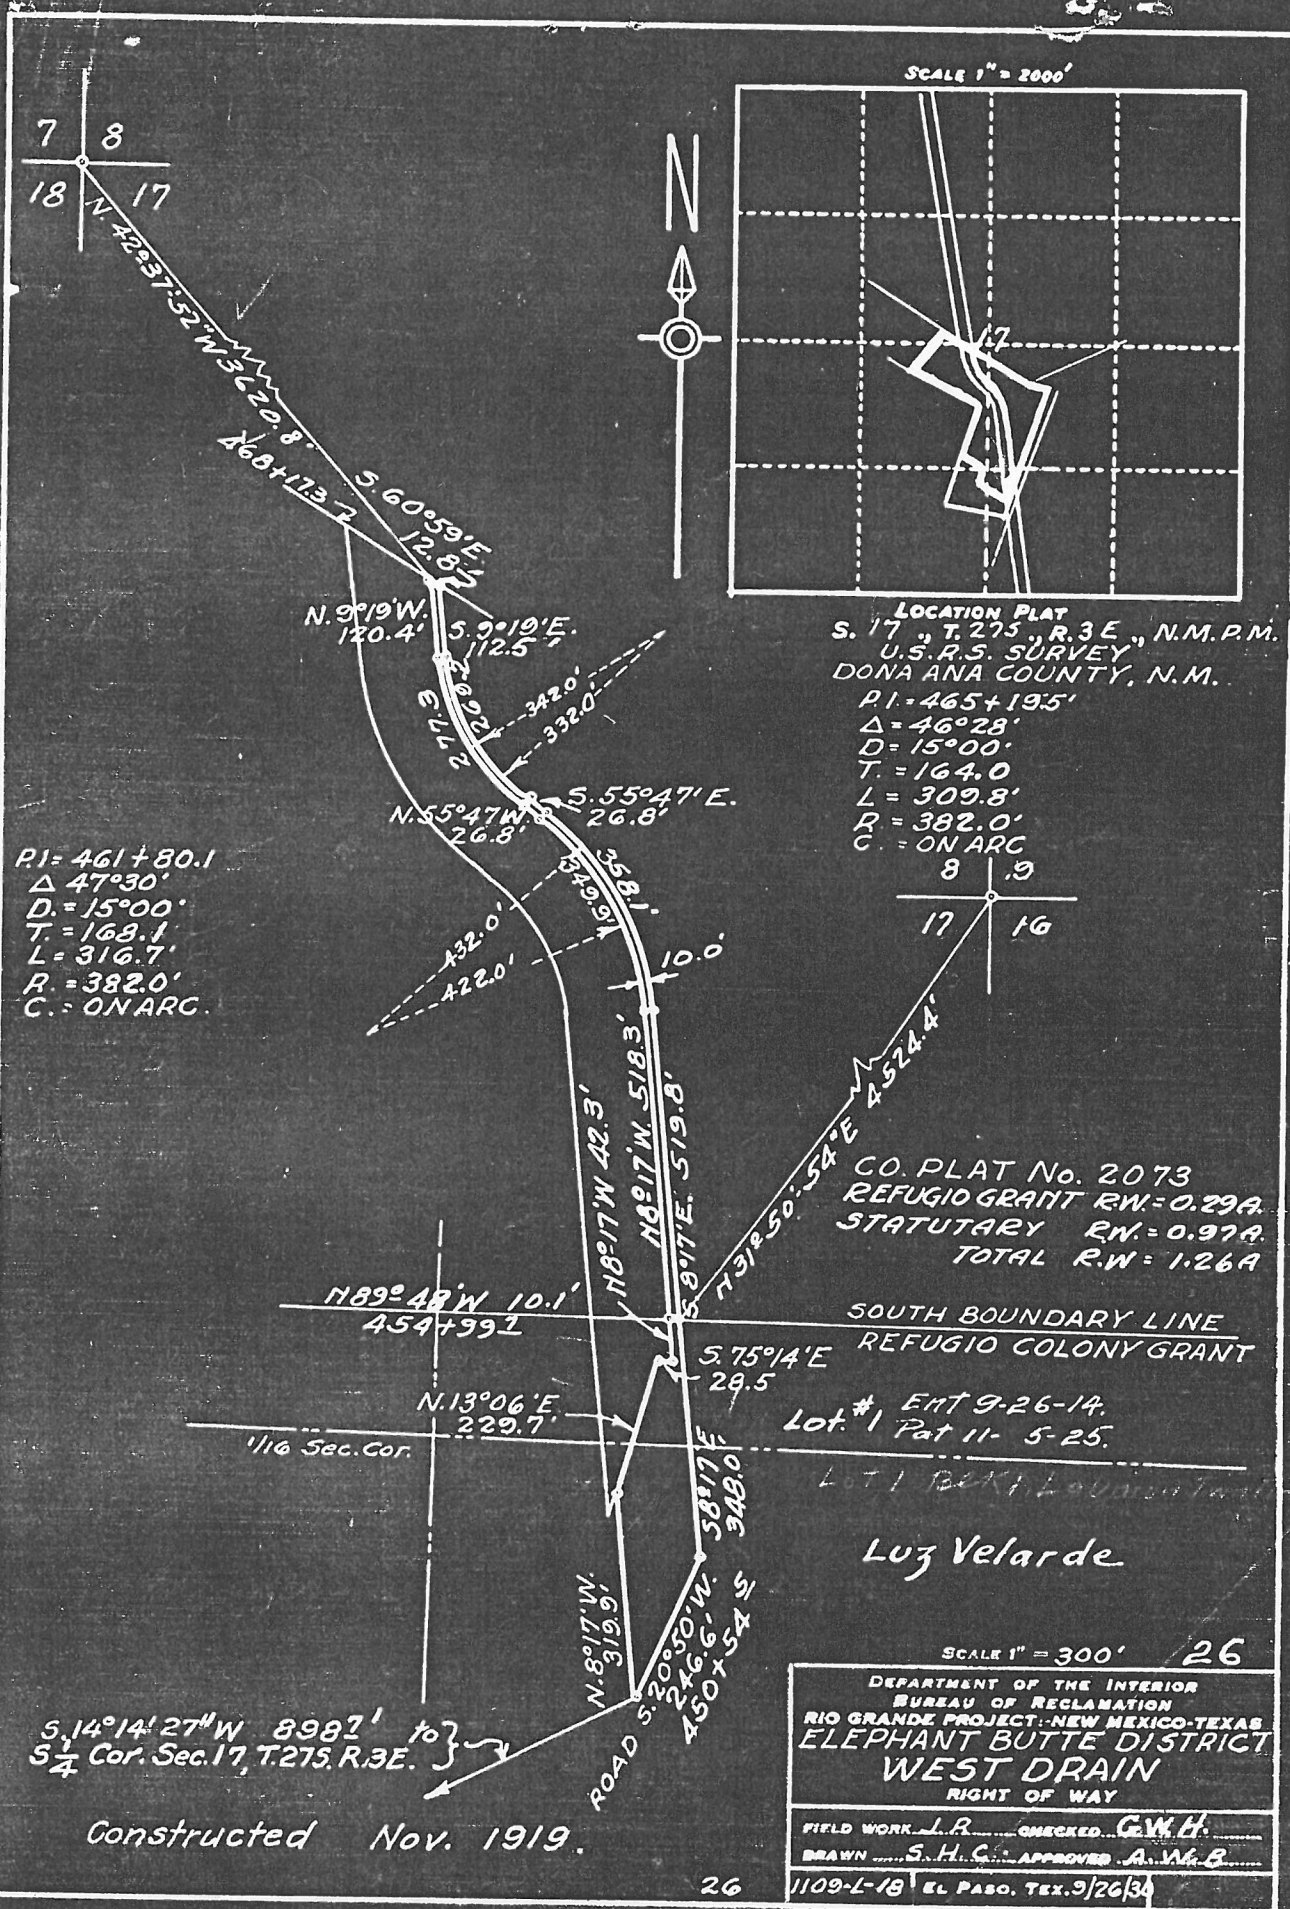 SCALE 1" = 2000'
7 8
18 17
N. 42°37'-52" W 3620.8'
N
17
468+17.3
S. 60°59' E.
12.8'
N. 9°19' W.
120.4'
S. 9°19' E.
112.5'
LOCATION PLAT
S. 17 ., T. 27S ., R. 3 E ., N.M.P.M.
U.S.R.S. SURVEY
DONA ANA COUNTY, N.M.
P.I. = 465+19.5'
Δ = 46°28'
D = 15°00'
T. = 164.0
L = 309.8'
R. = 382.0'
C. = ON ARC
266.2
277.3
342.0'
332.0'
S. 55°47' E.
26.8'
N. 55°47 W.
26.8'
P.I = 461+80.1
Δ 47°30'
D. = 15°00'
T. = 168.1
L = 316.7'
R. = 382.0'
C. = ON ARC.
358.1'
349.9'
432.0'
422.0'
10.0'
8 9
17 16
N8°17' W. 518.3'
S. 8°17' E. 519.8'
N8°17' W 42.3'
N 31°50'-54" E 4524.4'
CO. PLAT No. 2073
REFUGIO GRANT R.W. = 0.29A.
STATUTARY R.W. = 0.97A.
TOTAL R.W = 1.26A
N89°48' W 10.1'
454+99.1
SOUTH BOUNDARY LINE
REFUGIO COLONY GRANT
S. 75°14' E
28.5
N. 13°06' E.
229.7'
Lot. #1 Ent 9-26-14.
Pat 11- 5-25.
1/16 Sec. Cor.
Lot 1
S8°17' E.
348.0'
Luz Velarde
N. 8°17' W.
319.9'
S. 20°50' W.
246.6'
450+54
ROAD
S. 14°14'27" W 898.7' to
S 1/4 Cor. Sec. 17, T.27S. R.3E.
Constructed Nov. 1919.
SCALE 1" = 300' 26
DEPARTMENT OF THE INTERIOR
BUREAU OF RECLAMATION
RIO GRANDE PROJECT:-NEW MEXICO-TEXAS
ELEPHANT BUTTE DISTRICT
WEST DRAIN
RIGHT OF WAY
FIELD WORK J.R. CHECKED G.W.H.
DRAWN S.H.C. APPROVED A.W.B
26
1109-L-18 EL PASO, TEX. 9/26/30